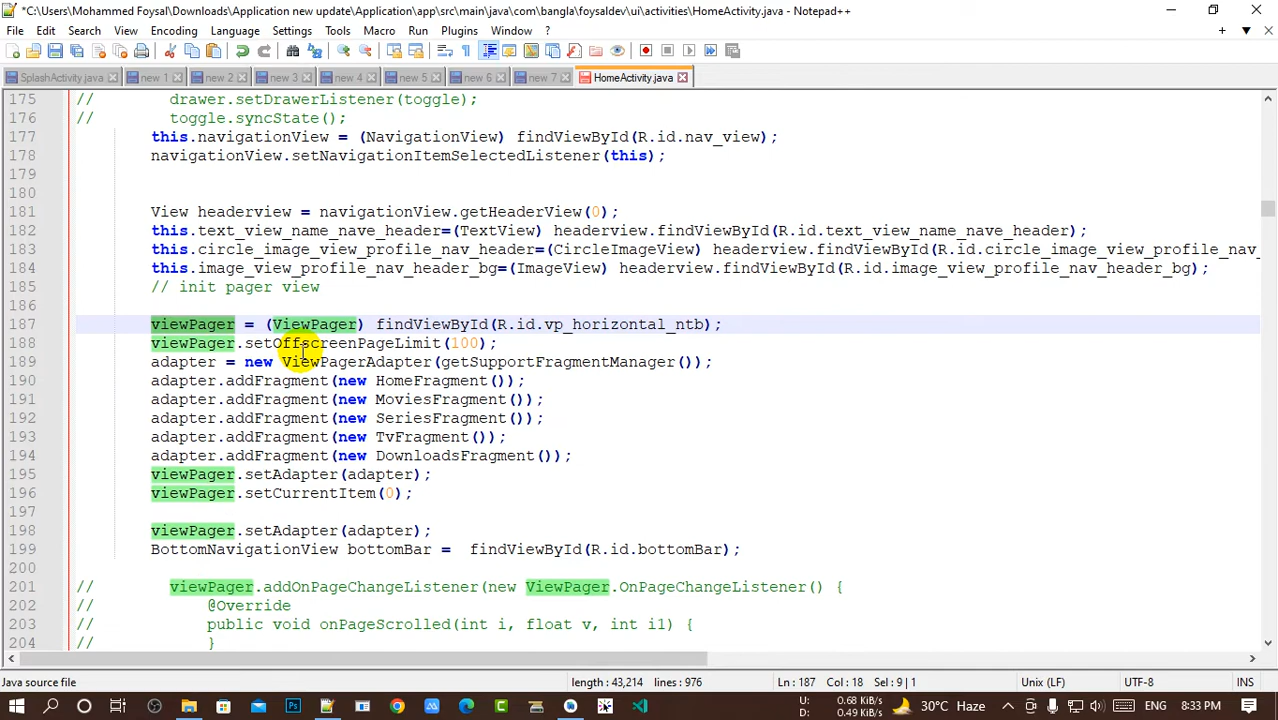 *C:\Users\Mohammed Foysal\Downloads\Application new update\Application\app\src\main\java\com\bangla\foysaldev\ui\activities\HomeActivity.java - Notepad++
File Edit Search View Encoding Language Settings Tools Macro Run Plugins Window ?
SplashActivity.java new 1 new 2 new 3 new 4 new 5 new 6 new 7 HomeActivity.java
175 // drawer.setDrawerListener(toggle);
176 // toggle.syncState();
177 this.navigationView = (NavigationView) findViewById(R.id.nav_view);
178 navigationView.setNavigationItemSelectedListener(this);
179
180
181 View headerview = navigationView.getHeaderView(0);
182 this.text_view_name_nave_header=(TextView) headerview.findViewById(R.id.text_view_name_nave_header);
183 this.circle_image_view_profile_nav_header=(CircleImageView) headerview.findViewById(R.id.circle_image_view_profile_nav_
184 this.image_view_profile_nav_header_bg=(ImageView) headerview.findViewById(R.id.image_view_profile_nav_header_bg);
185 // init pager view
186
187 viewPager = (ViewPager) findViewById(R.id.vp_horizontal_ntb);
188 viewPager.setOffscreenPageLimit(100);
189 adapter = new ViewPagerAdapter(getSupportFragmentManager());
190 adapter.addFragment(new HomeFragment());
191 adapter.addFragment(new MoviesFragment());
192 adapter.addFragment(new SeriesFragment());
193 adapter.addFragment(new TvFragment());
194 adapter.addFragment(new DownloadsFragment());
195 viewPager.setAdapter(adapter);
196 viewPager.setCurrentItem(0);
197
198 viewPager.setAdapter(adapter);
199 BottomNavigationView bottomBar = findViewById(R.id.bottomBar);
200
201 // viewPager.addOnPageChangeListener(new ViewPager.OnPageChangeListener() {
202 // @Override
203 // public void onPageScrolled(int i, float v, int i1) {
204 // }
Java source file length : 43,214 lines : 976 Ln : 187 Col : 18 Sel : 9 | 1 Unix (LF) UTF-8 INS
U: 0.68 KiB/s
D: 0.49 KiB/s
30°C Haze ENG 8:33 PM